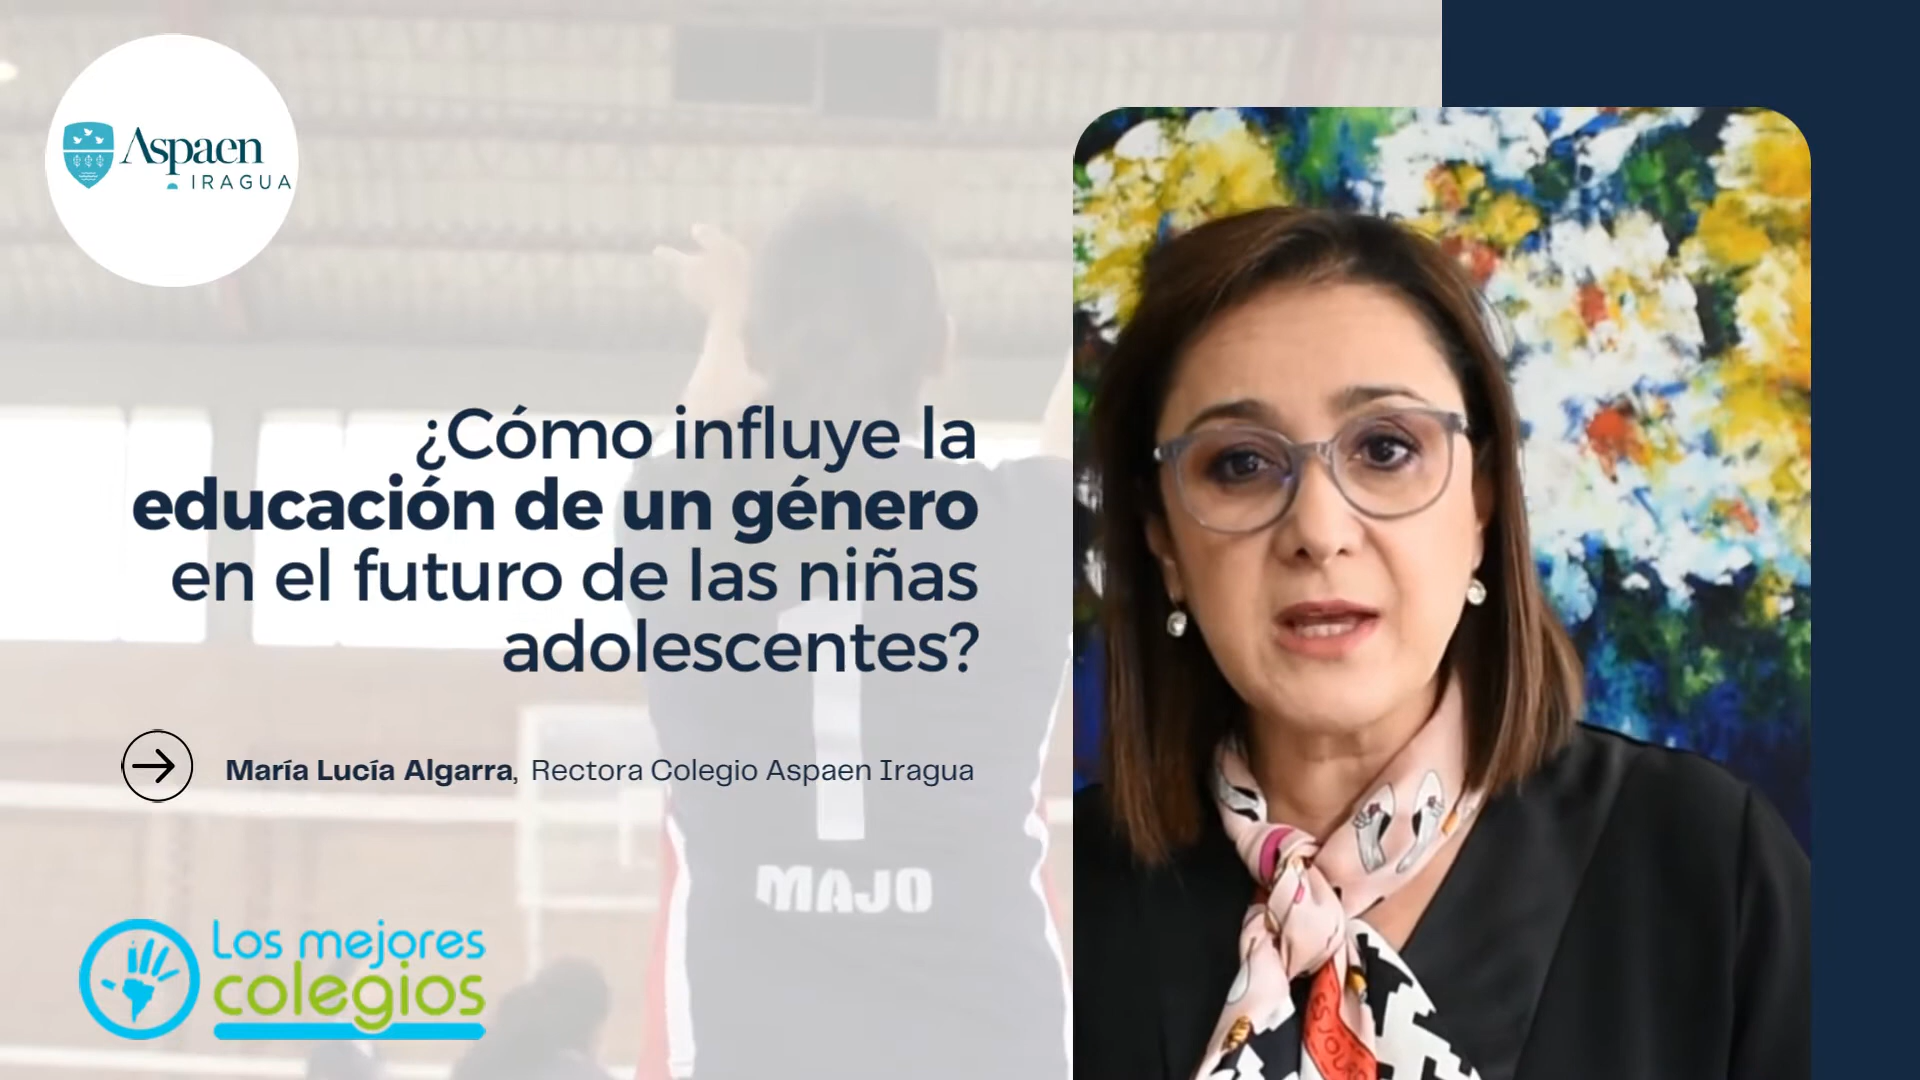 Aspaen
IRAGUA
¿Cómo influye la
educación de un género
en el futuro de las niñas
adolescentes?
María Lucía Algarra, Rectora Colegio Aspaen Iragua
1
MAJO
Los mejores
colegios